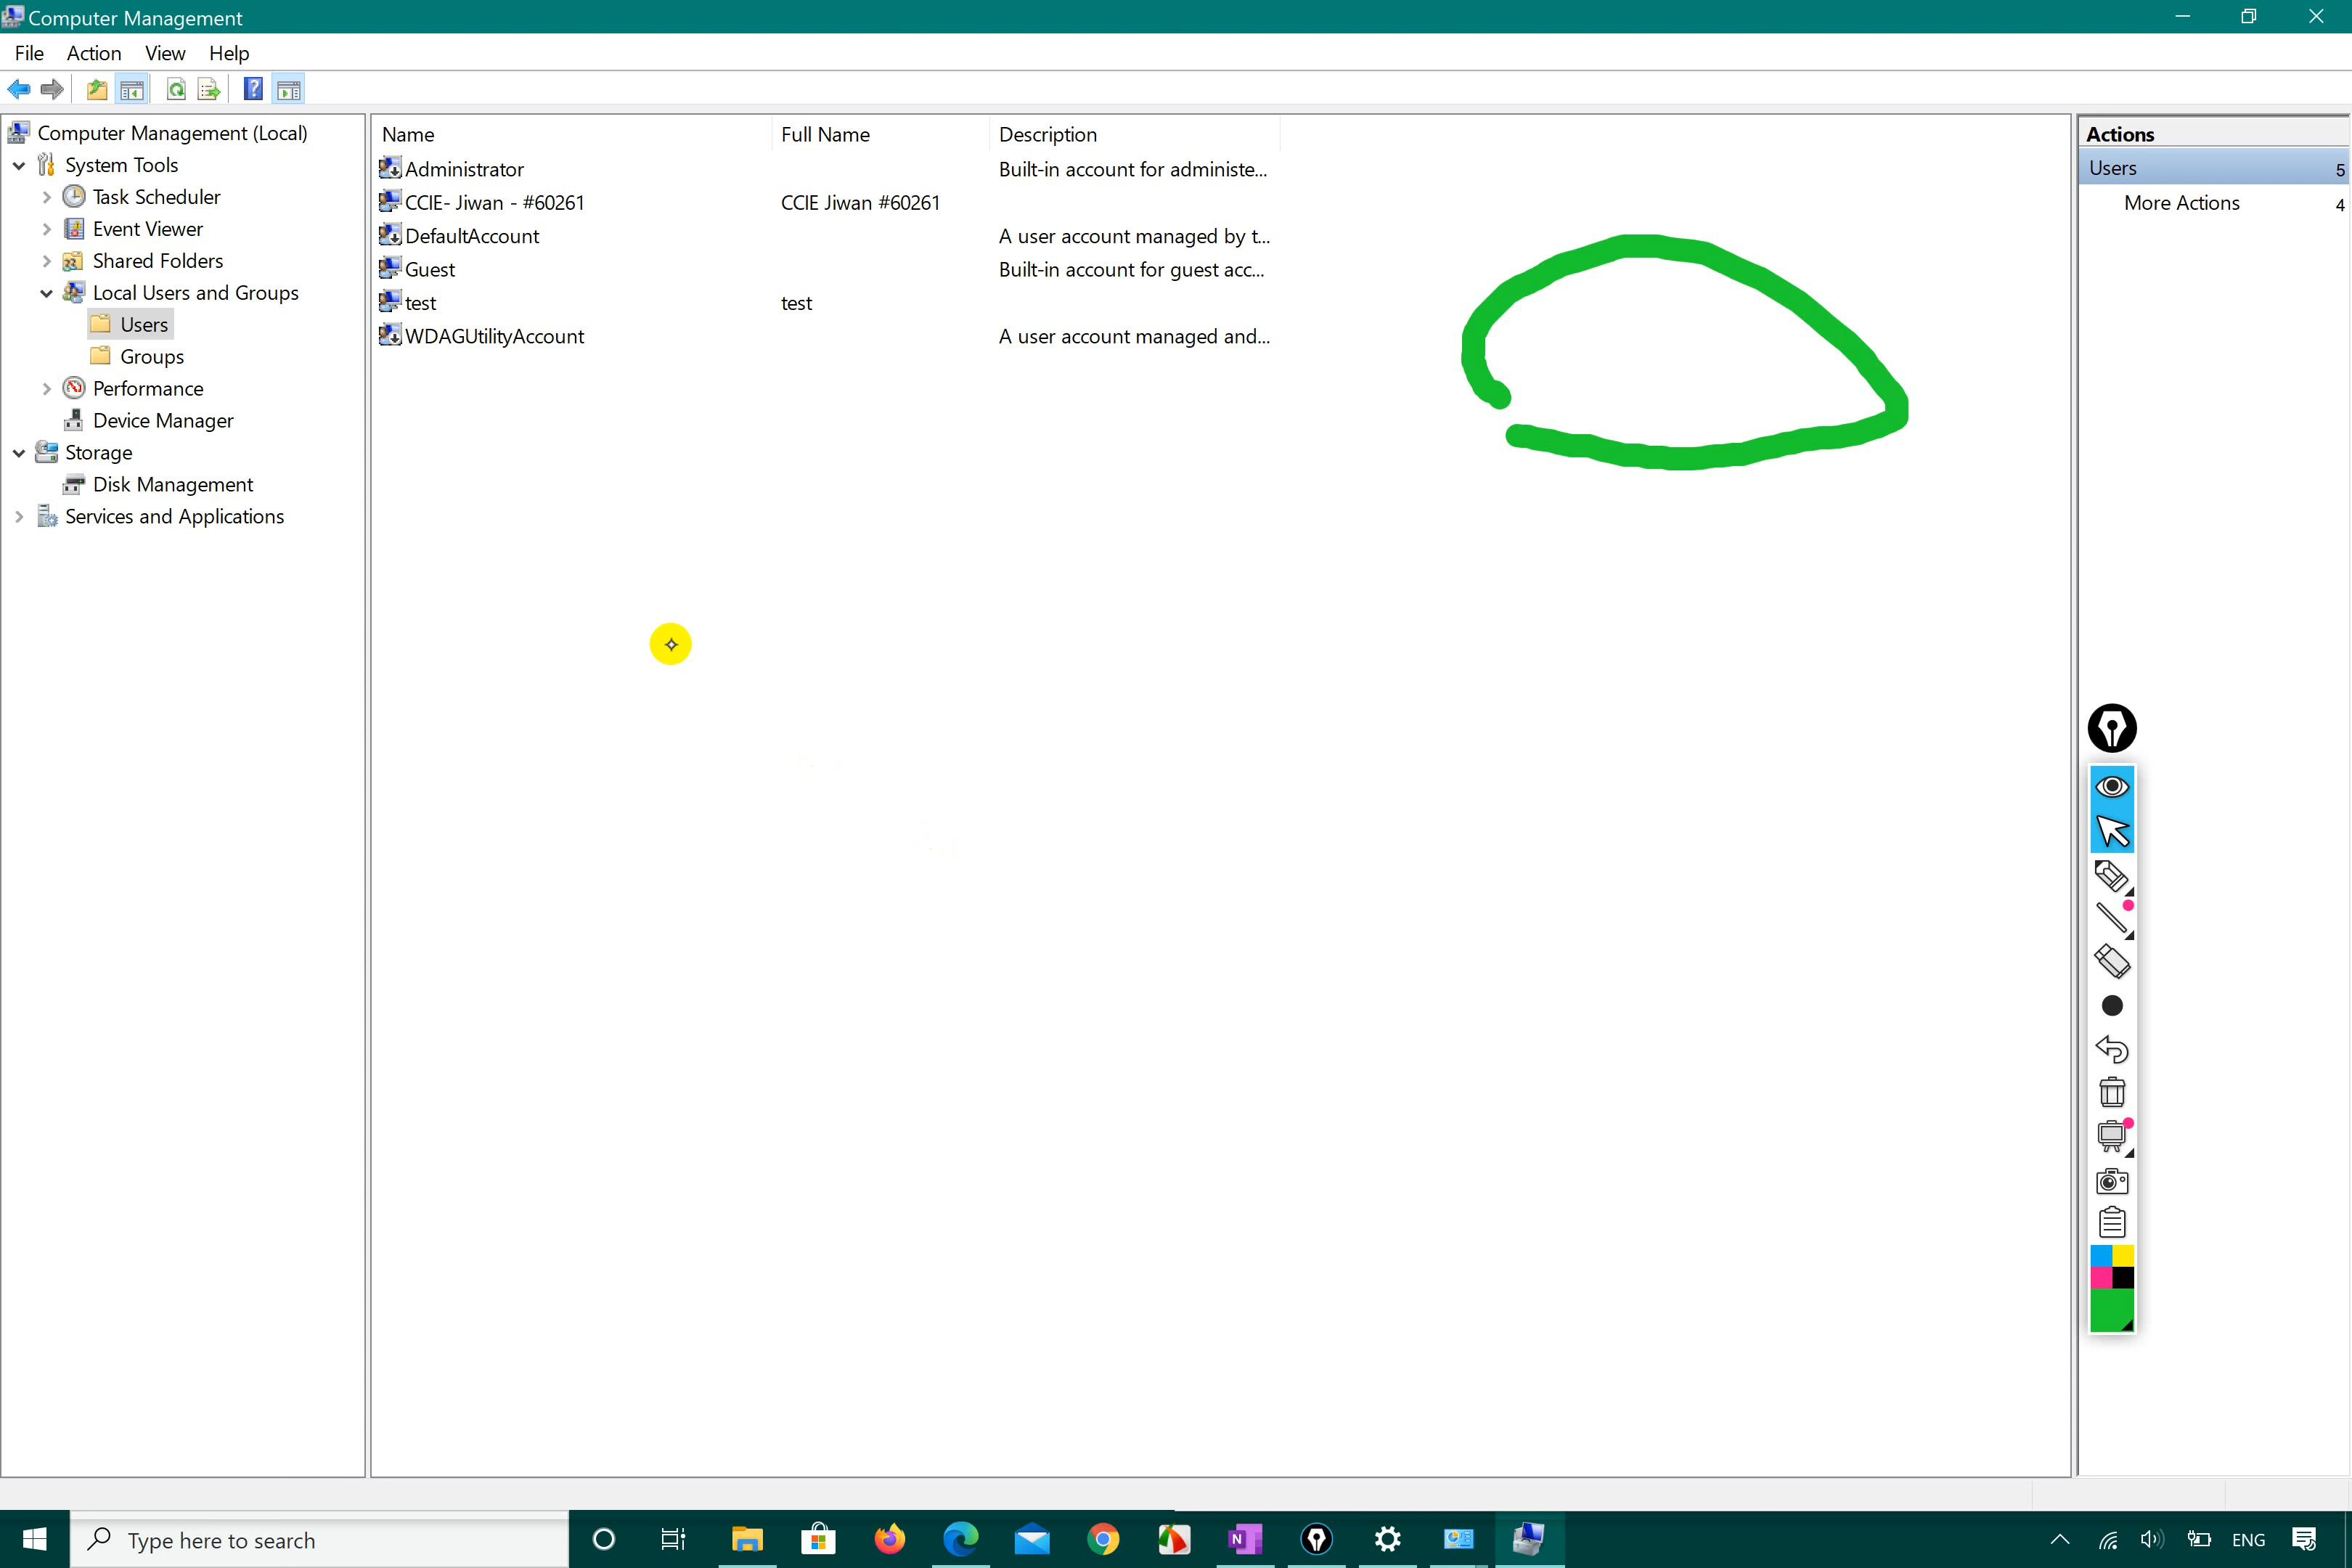 Computer Management
File Action View Help
Computer Management (Local)
System Tools
Task Scheduler
Event Viewer
Shared Folders
Local Users and Groups
Users
Groups
Performance
Device Manager
Storage
Disk Management
Services and Applications
Name Full Name Description
Administrator Built-in account for administe...
CCIE- Jiwan - #60261 CCIE Jiwan #60261
DefaultAccount A user account managed by t...
Guest Built-in account for guest acc...
test test
WDAGUtilityAccount A user account managed and...
Actions
Users 5
More Actions 4
Type here to search
N
ENG